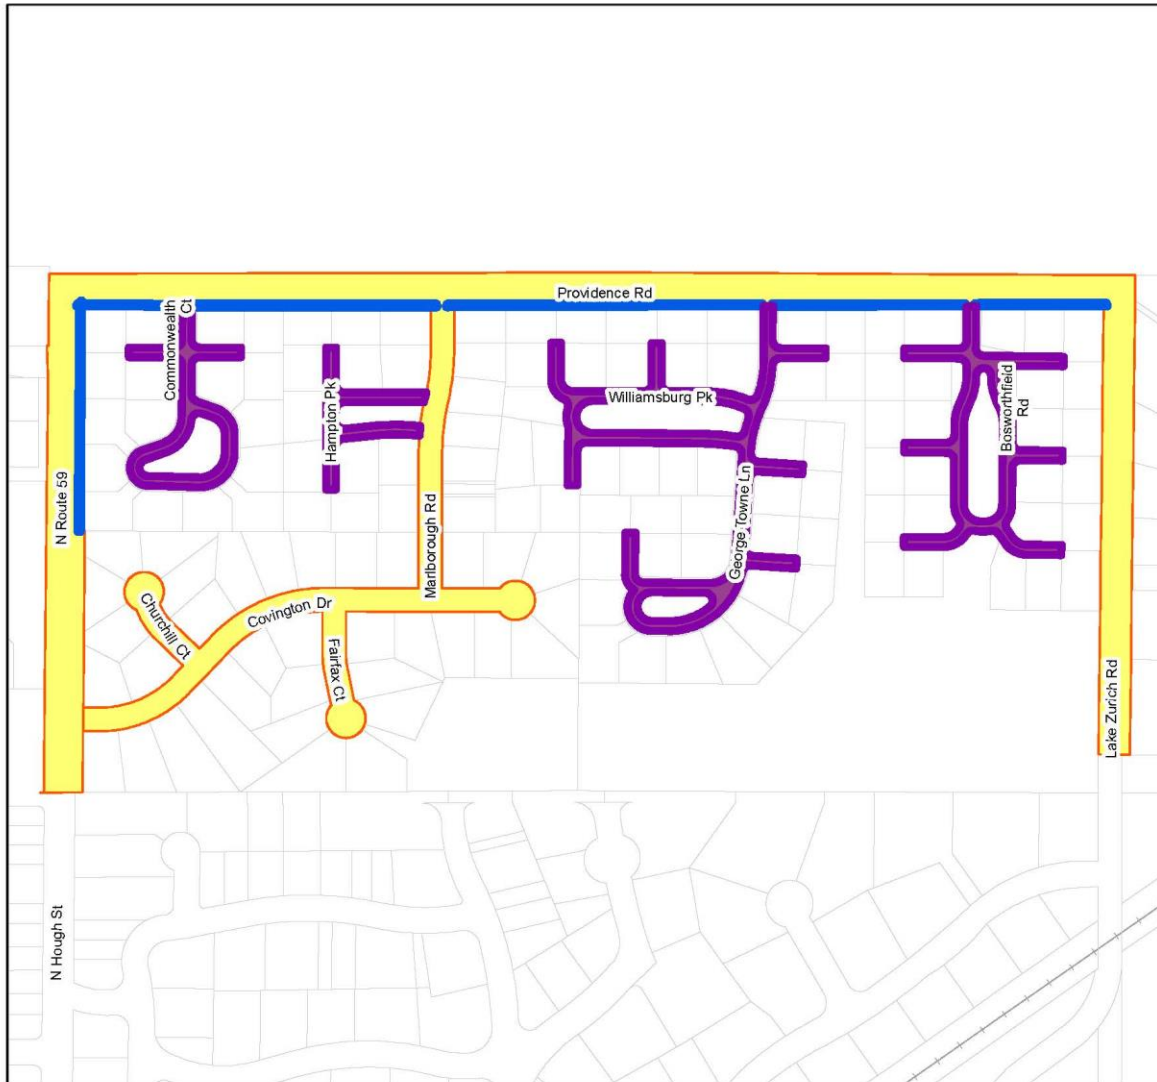 Providence Rd
Commonwealth
Ct
Hampton Pk
Williamsburg Pk
Bosworthfield
Rd
N Route 59
Marlborough Rd
George Towne Ln
Churchill Ct
Covington Dr
Fairfax Ct
Lake Zurich Rd
N Hough St